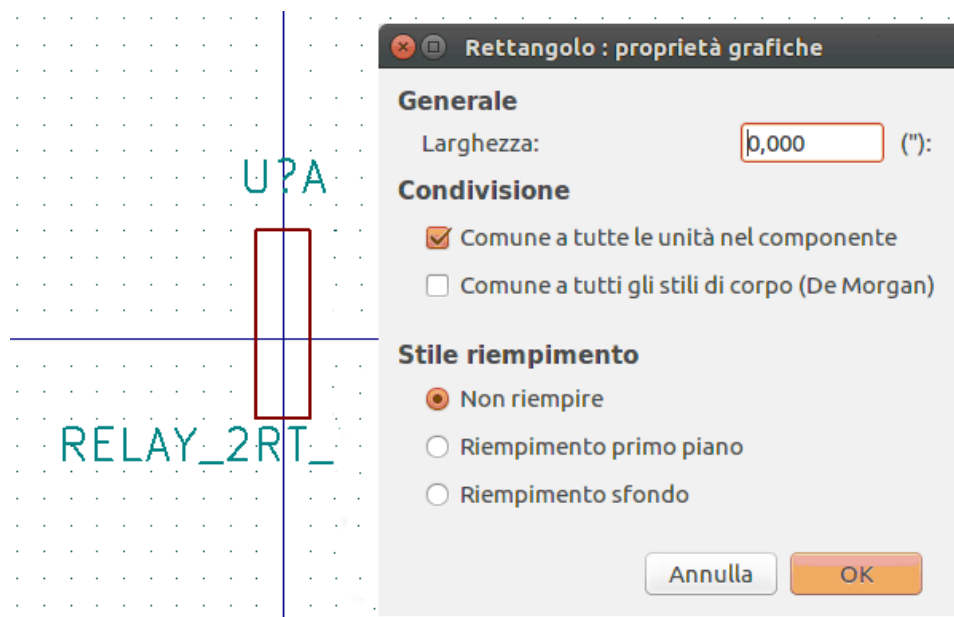 U?A
RELAY_2RT_
Rettangolo : proprietà grafiche
Generale
Larghezza: 0,000 ("):
Condivisione
Comune a tutte le unità nel componente
Comune a tutti gli stili di corpo (De Morgan)
Stile riempimento
Non riempire
Riempimento primo piano
Riempimento sfondo
Annulla OK